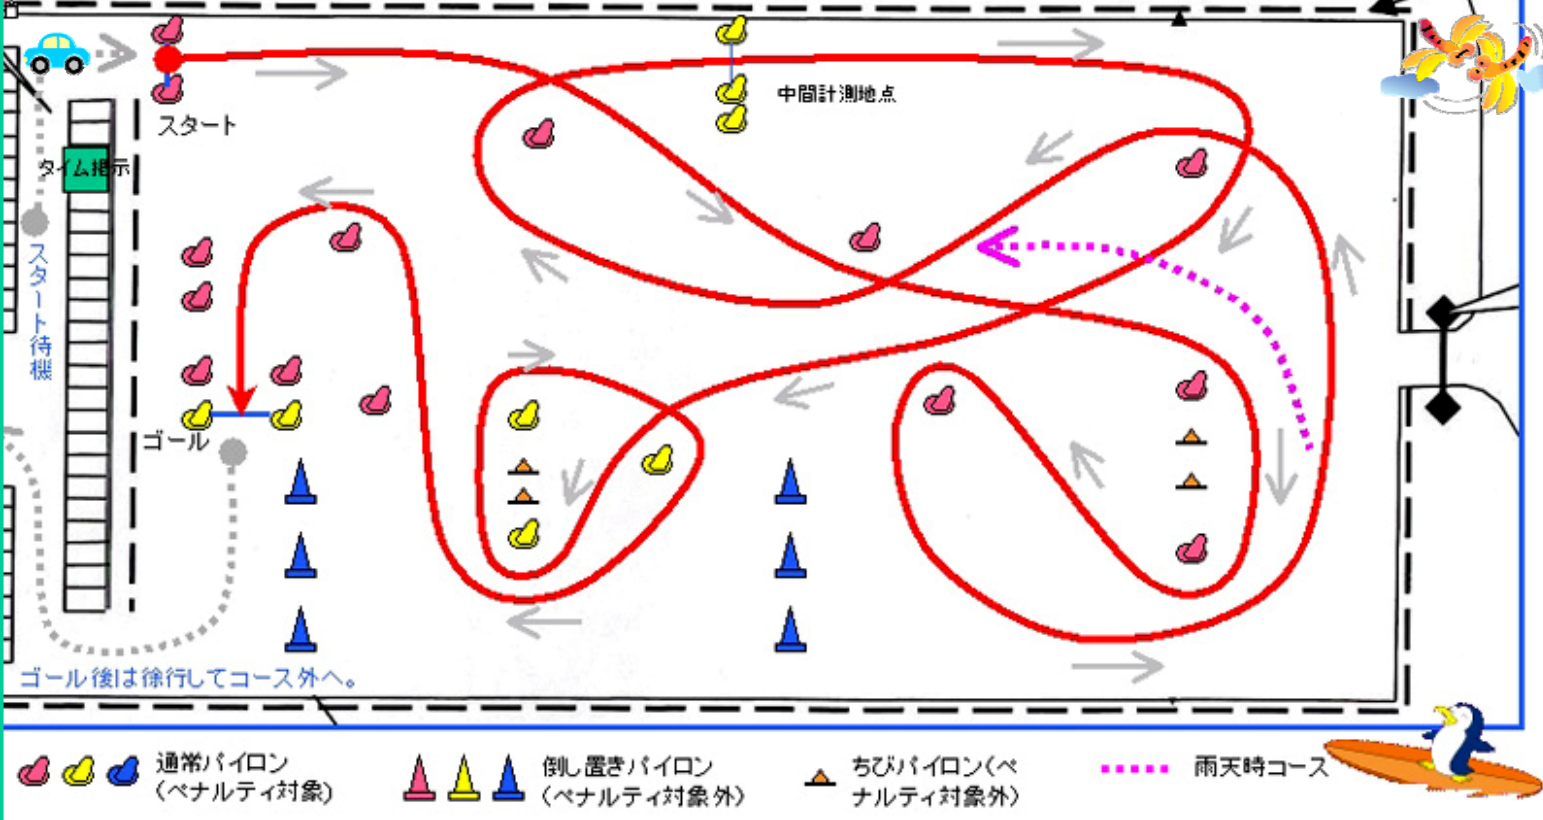 中間計測地点
スタート
タイム掲示
スタート待機
ゴール
ゴール後は徐行してコース外へ。
通常パイロン
(ペナルティ対象)
倒し置きパイロン
(ペナルティ対象外)
ちびパイロン(ペ
ナルティ対象外)
雨天時コース